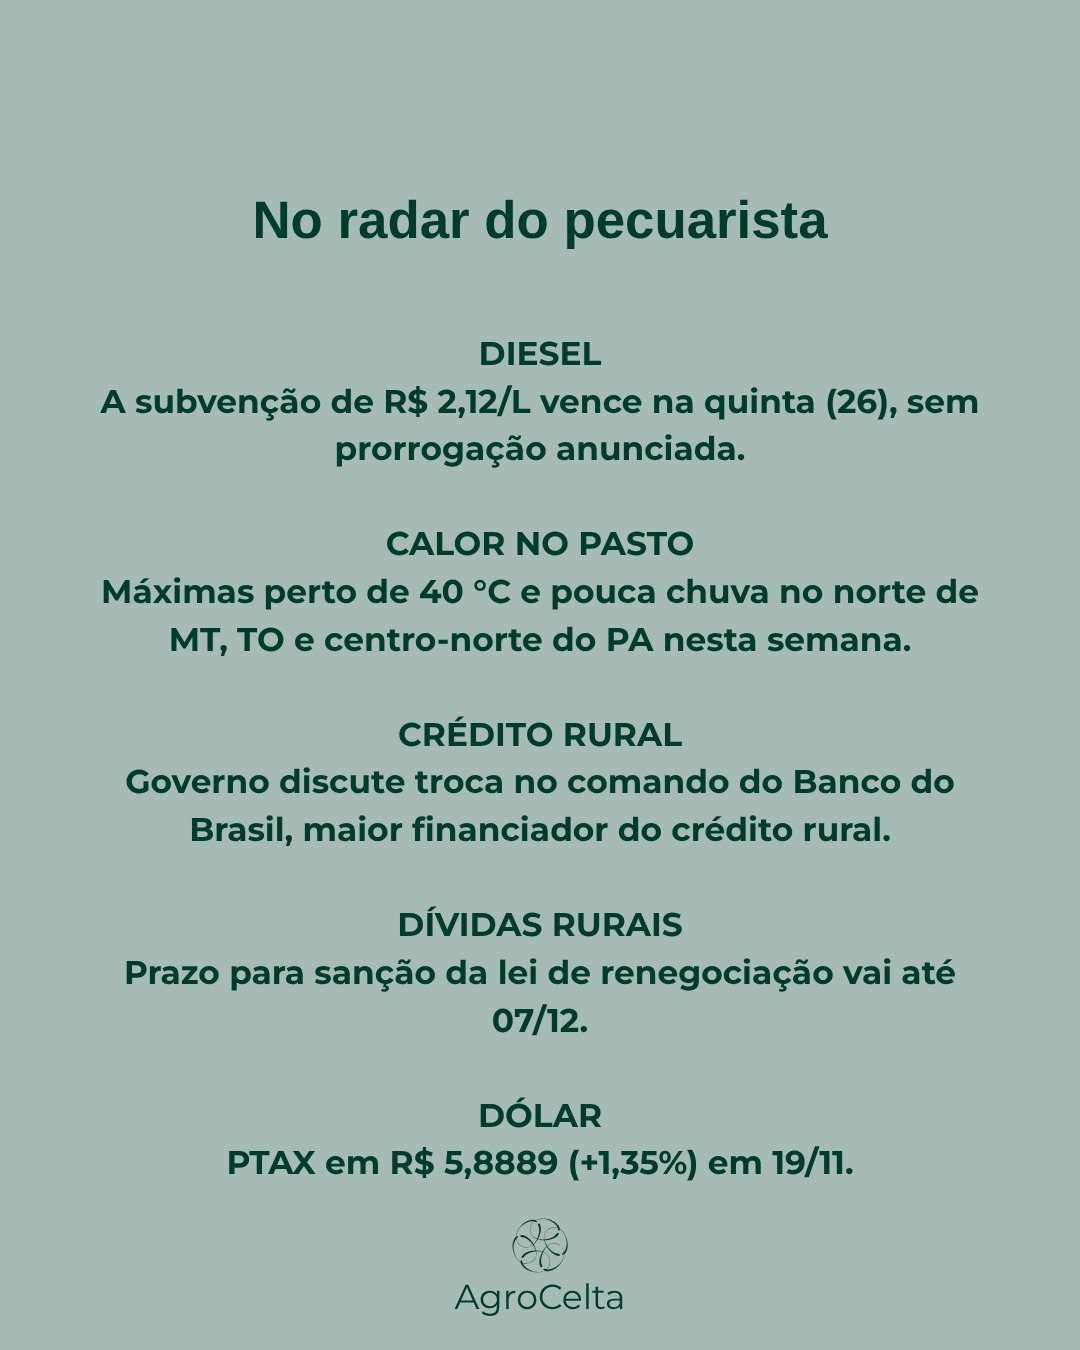 No radar do pecuarista
DIESEL
A subvenção de R$ 2,12/L vence na quinta (26), sem
prorrogação anunciada.
CALOR NO PASTO
Máximas perto de 40 °C e pouca chuva no norte de
MT, TO e centro-norte do PA nesta semana.
CRÉDITO RURAL
Governo discute troca no comando do Banco do
Brasil, maior financiador do crédito rural.
DÍVIDAS RURAIS
Prazo para sanção da lei de renegociação vai até
07/12.
DÓLAR
PTAX em R$ 5,8889 (+1,35%) em 19/11.
AgroCelta